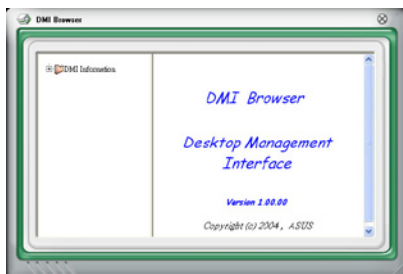 DMI Browser
DMI Information
DMI Browser
Desktop Management
Interface
Version 1.00.00
Copyright (c) 2004, ASUS